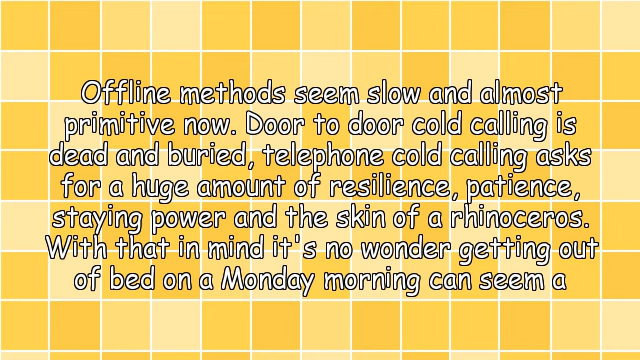 Offline methods seem slow and almost
primitive now. Door to door cold calling is
dead and buried, telephone cold calling asks
for a huge amount of resilience, patience,
staying power and the skin of a rhinoceros.
With that in mind it's no wonder getting out
of bed on a Monday morning can seem a